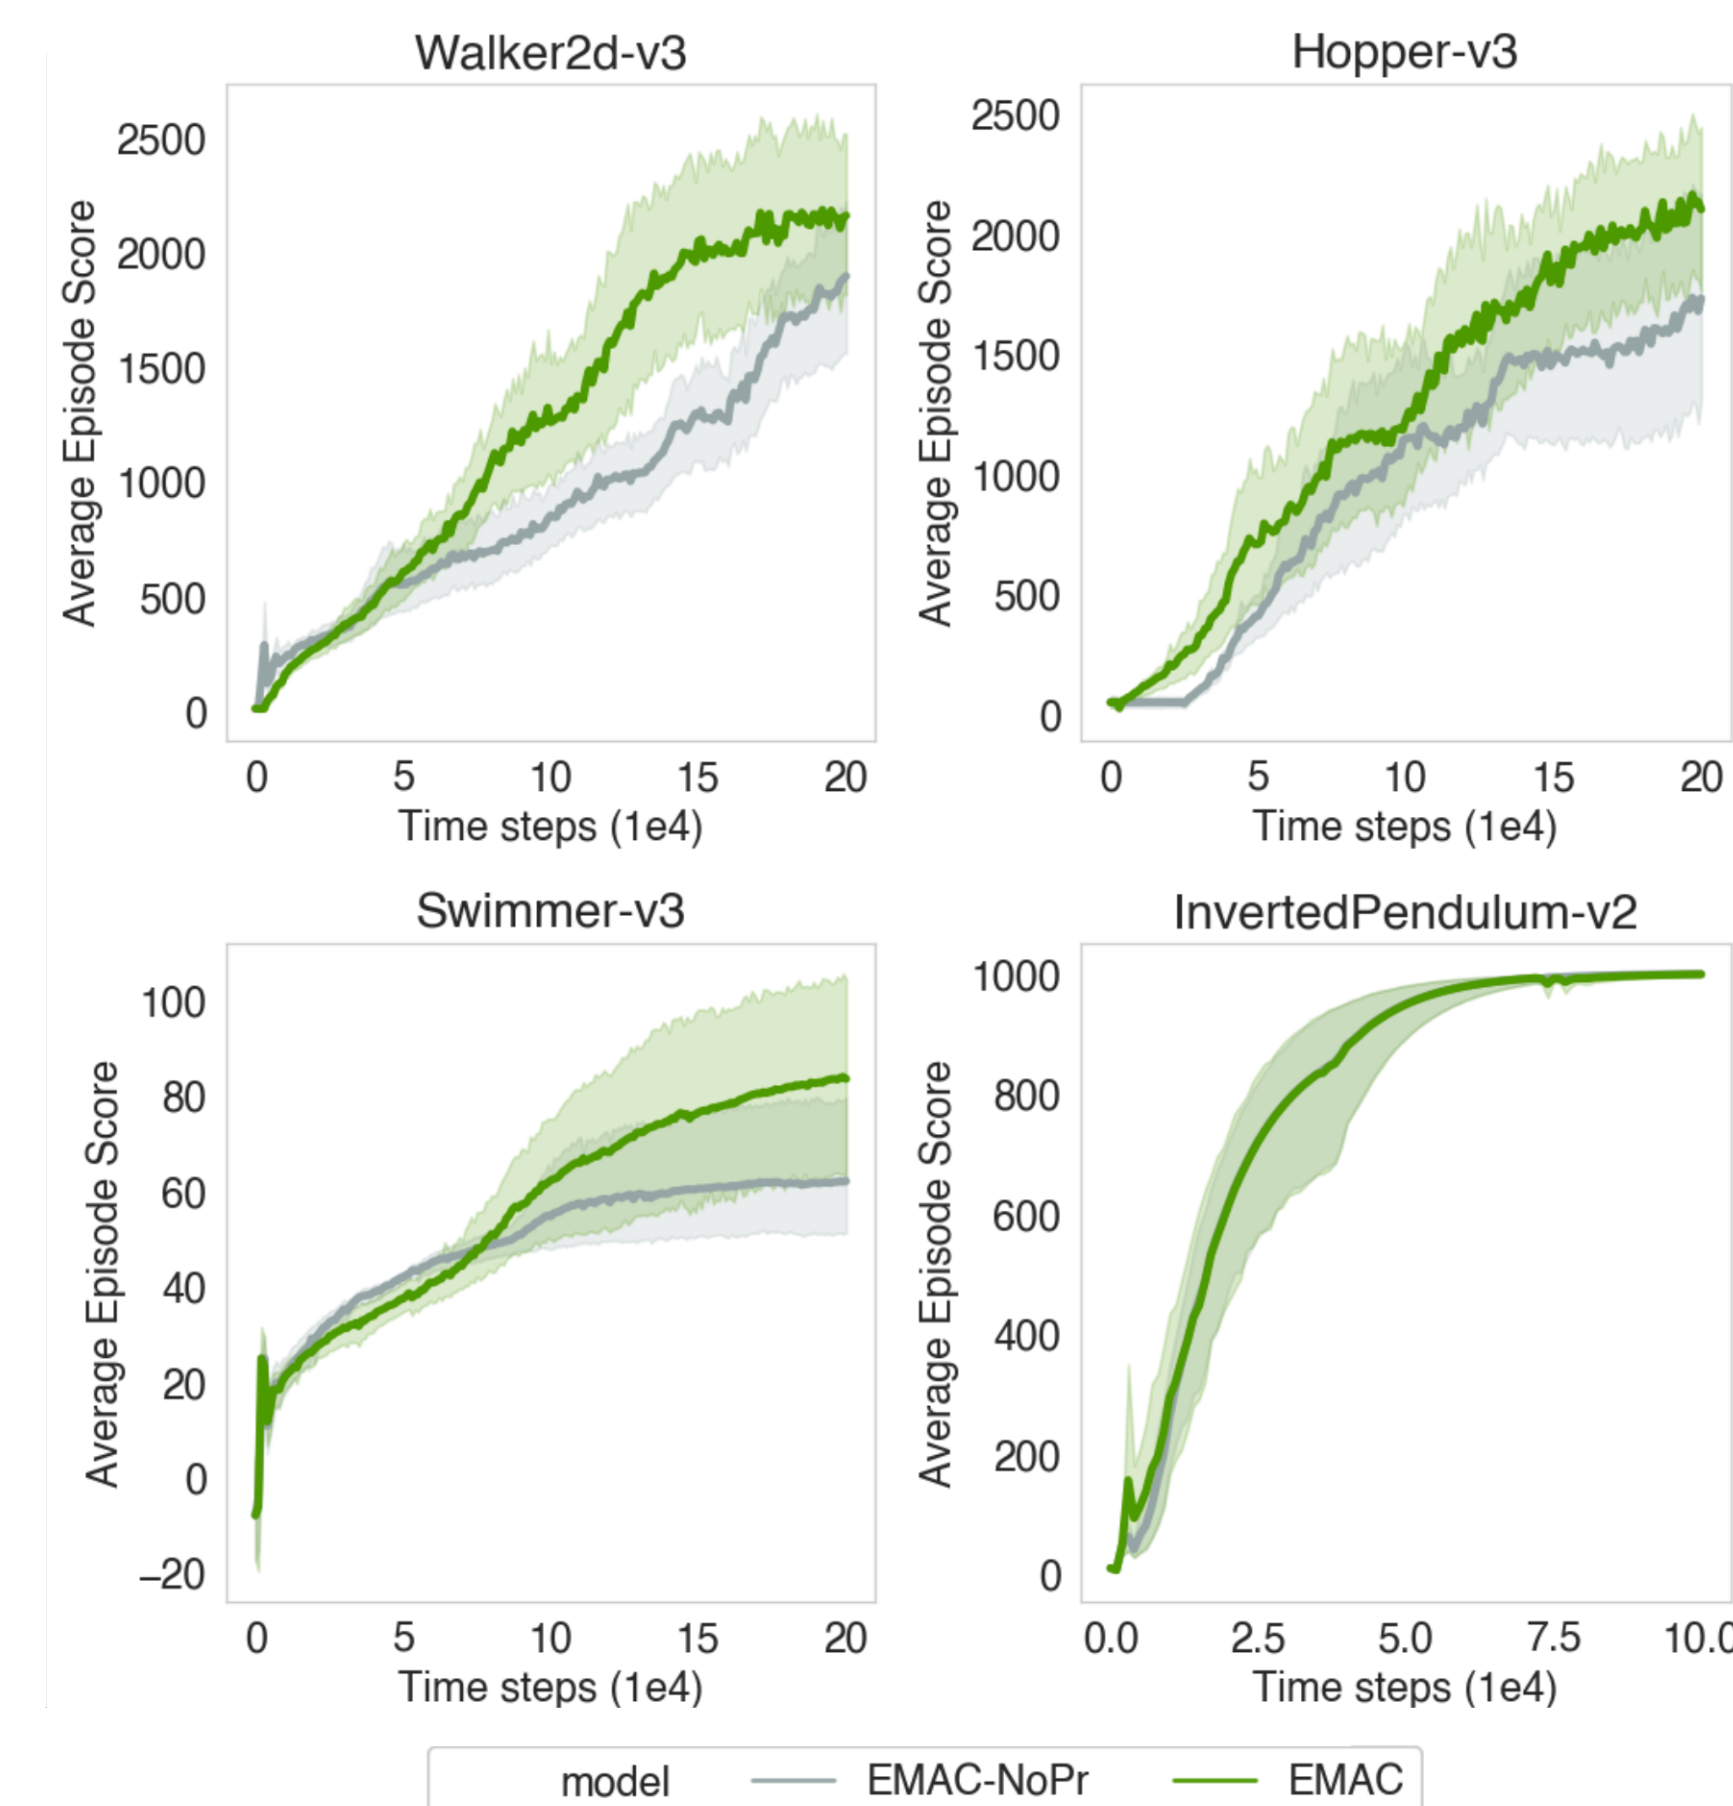 Walker2d-v3
Average Episode Score
2500
2000
1500
1000
500
0
0 5 10 15 20
Time steps (1e4)
Hopper-v3
Average Episode Score
2500
2000
1500
1000
500
0
0 5 10 15 20
Time steps (1e4)
Swimmer-v3
Average Episode Score
100
80
60
40
20
0
−20
0 5 10 15 20
Time steps (1e4)
InvertedPendulum-v2
Average Episode Score
1000
800
600
400
200
0
0.0 2.5 5.0 7.5 10.0
Time steps (1e4)
model EMAC-NoPr EMAC